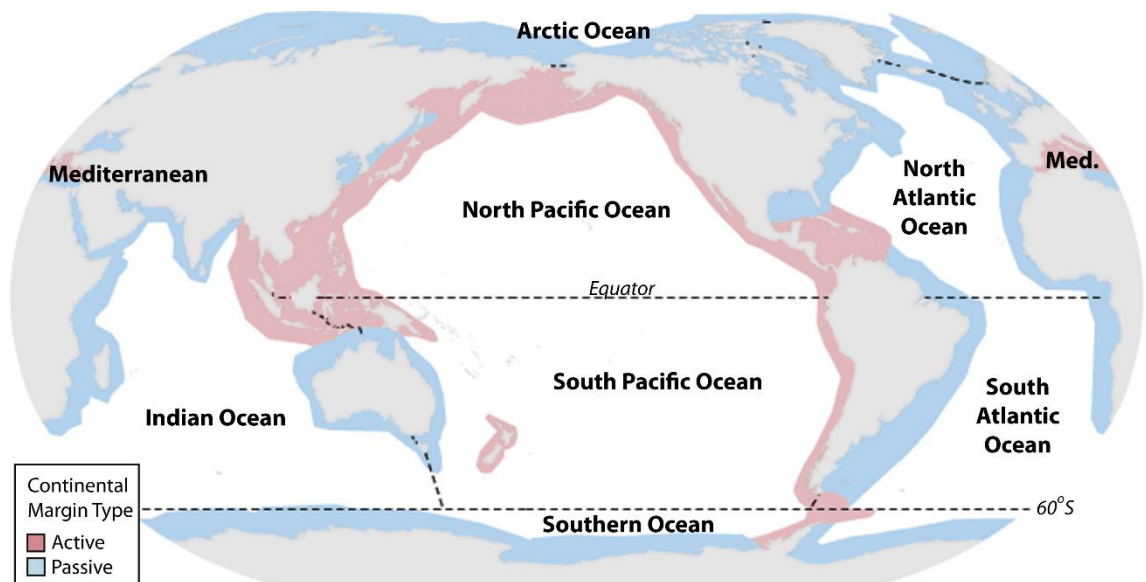 Arctic Ocean
Mediterranean
Med.
North
Atlantic
Ocean
North Pacific Ocean
Equator
South Pacific Ocean
South
Atlantic
Ocean
Indian Ocean
Continental
Margin Type
Active
Passive
Southern Ocean
60°S